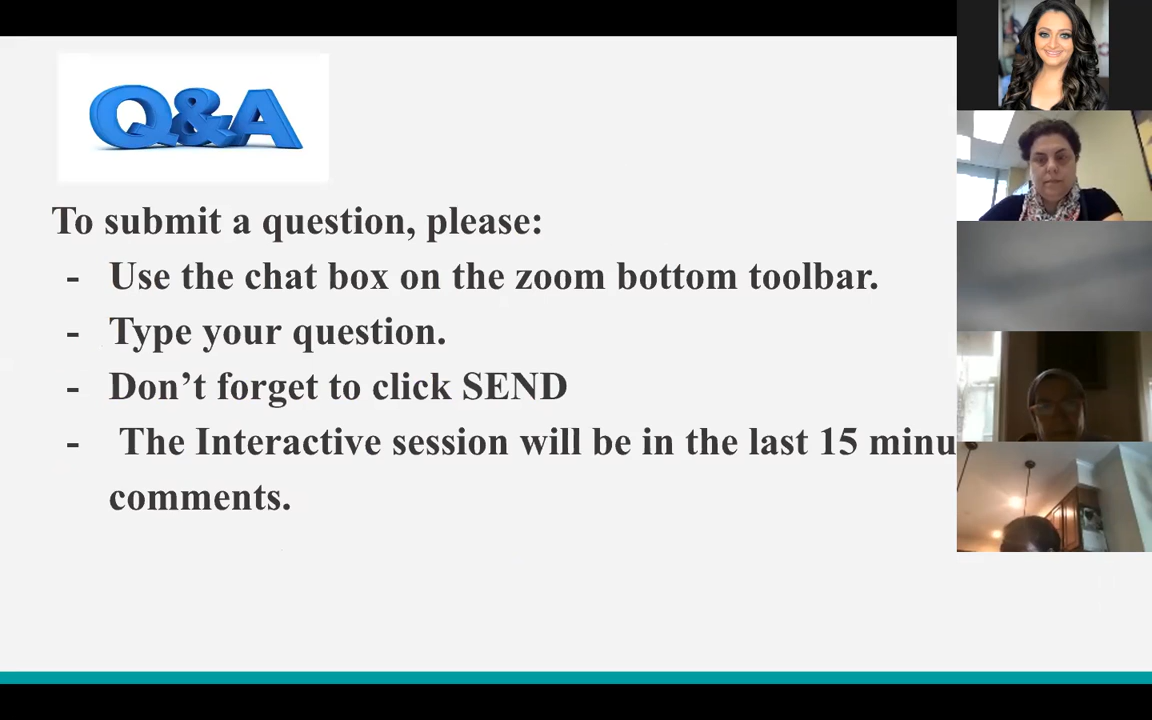 Q&A
To submit a question, please:
- Use the chat box on the zoom bottom toolbar.
- Type your question.
- Don’t forget to click SEND
- The Interactive session will be in the last 15
comments.